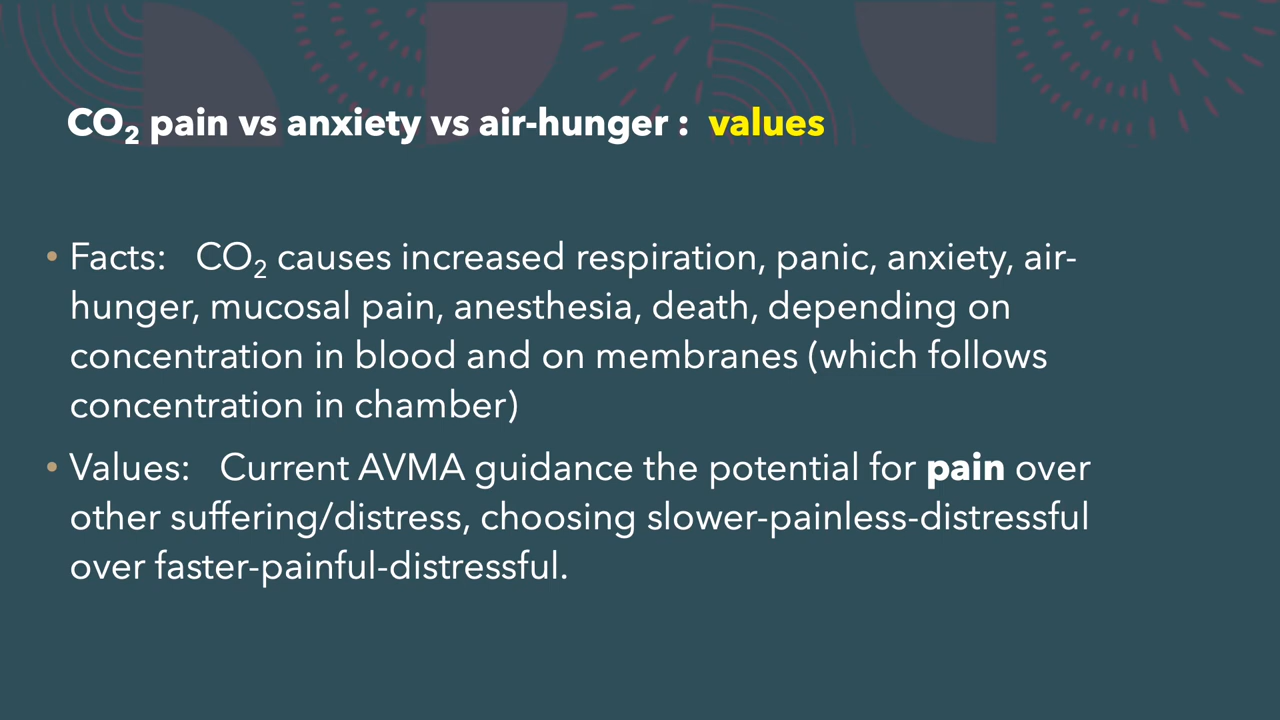 CO₂ pain vs anxiety vs air-hunger : values
• Facts: CO₂ causes increased respiration, panic, anxiety, air-
hunger, mucosal pain, anesthesia, death, depending on
concentration in blood and on membranes (which follows
concentration in chamber)
• Values: Current AVMA guidance the potential for pain over
other suffering/distress, choosing slower-painless-distressful
over faster-painful-distressful.